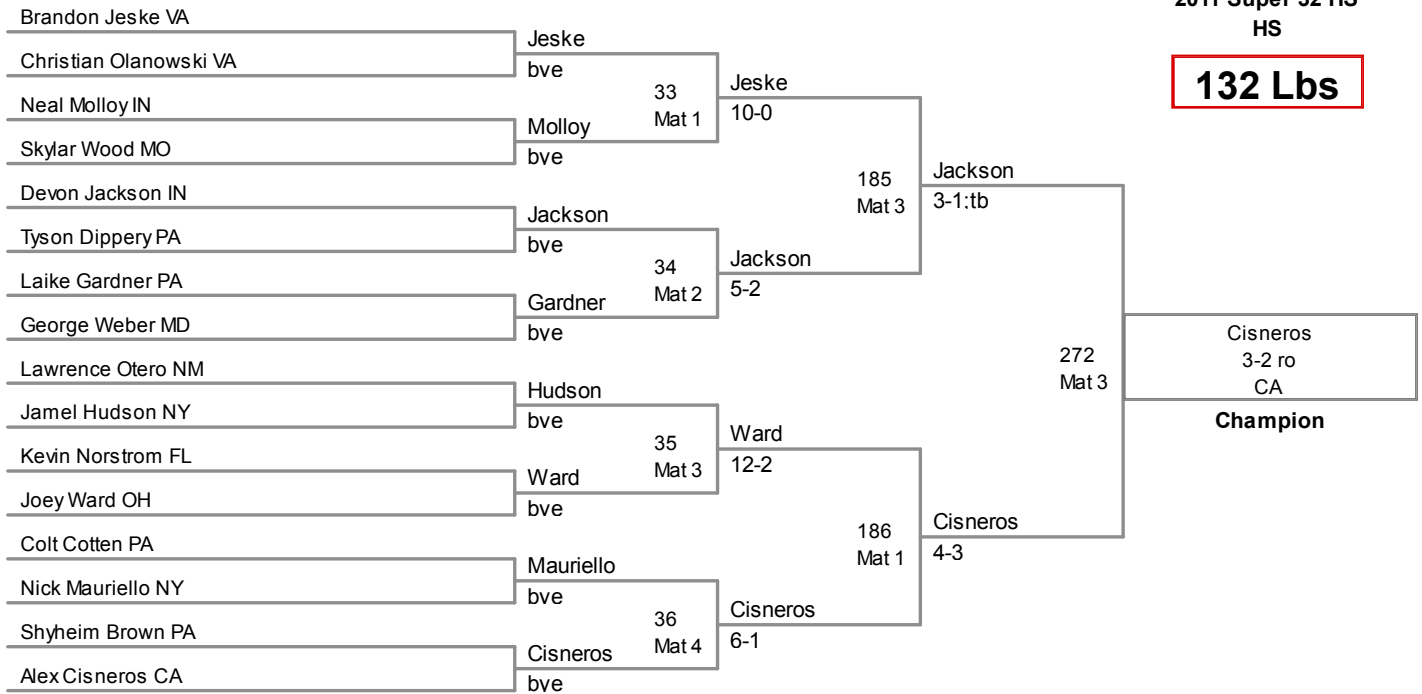 2011 Super 32 HS
HS
132 Lbs
Brandon Jeske VA
Christian Olanowski VA
Neal Molloy IN
Skylar Wood MO
Devon Jackson IN
Tyson Dippery PA
Laike Gardner PA
George Weber MD
Lawrence Otero NM
Jamel Hudson NY
Kevin Norstrom FL
Joey Ward OH
Colt Cotten PA
Nick Mauriello NY
Shyheim Brown PA
Alex Cisneros CA
Jeske
bye
Molloy
bye
Jackson
bye
Gardner
bye
Hudson
bye
Ward
bye
Mauriello
bye
Cisneros
bye
33
Mat 1
34
Mat 2
35
Mat 3
36
Mat 4
Jeske
10-0
Jackson
5-2
Ward
12-2
Cisneros
6-1
185
Mat 3
186
Mat 1
Jackson
3-1;tb
Cisneros
4-3
272
Mat 3
Cisneros
3-2 ro
CA
Champion